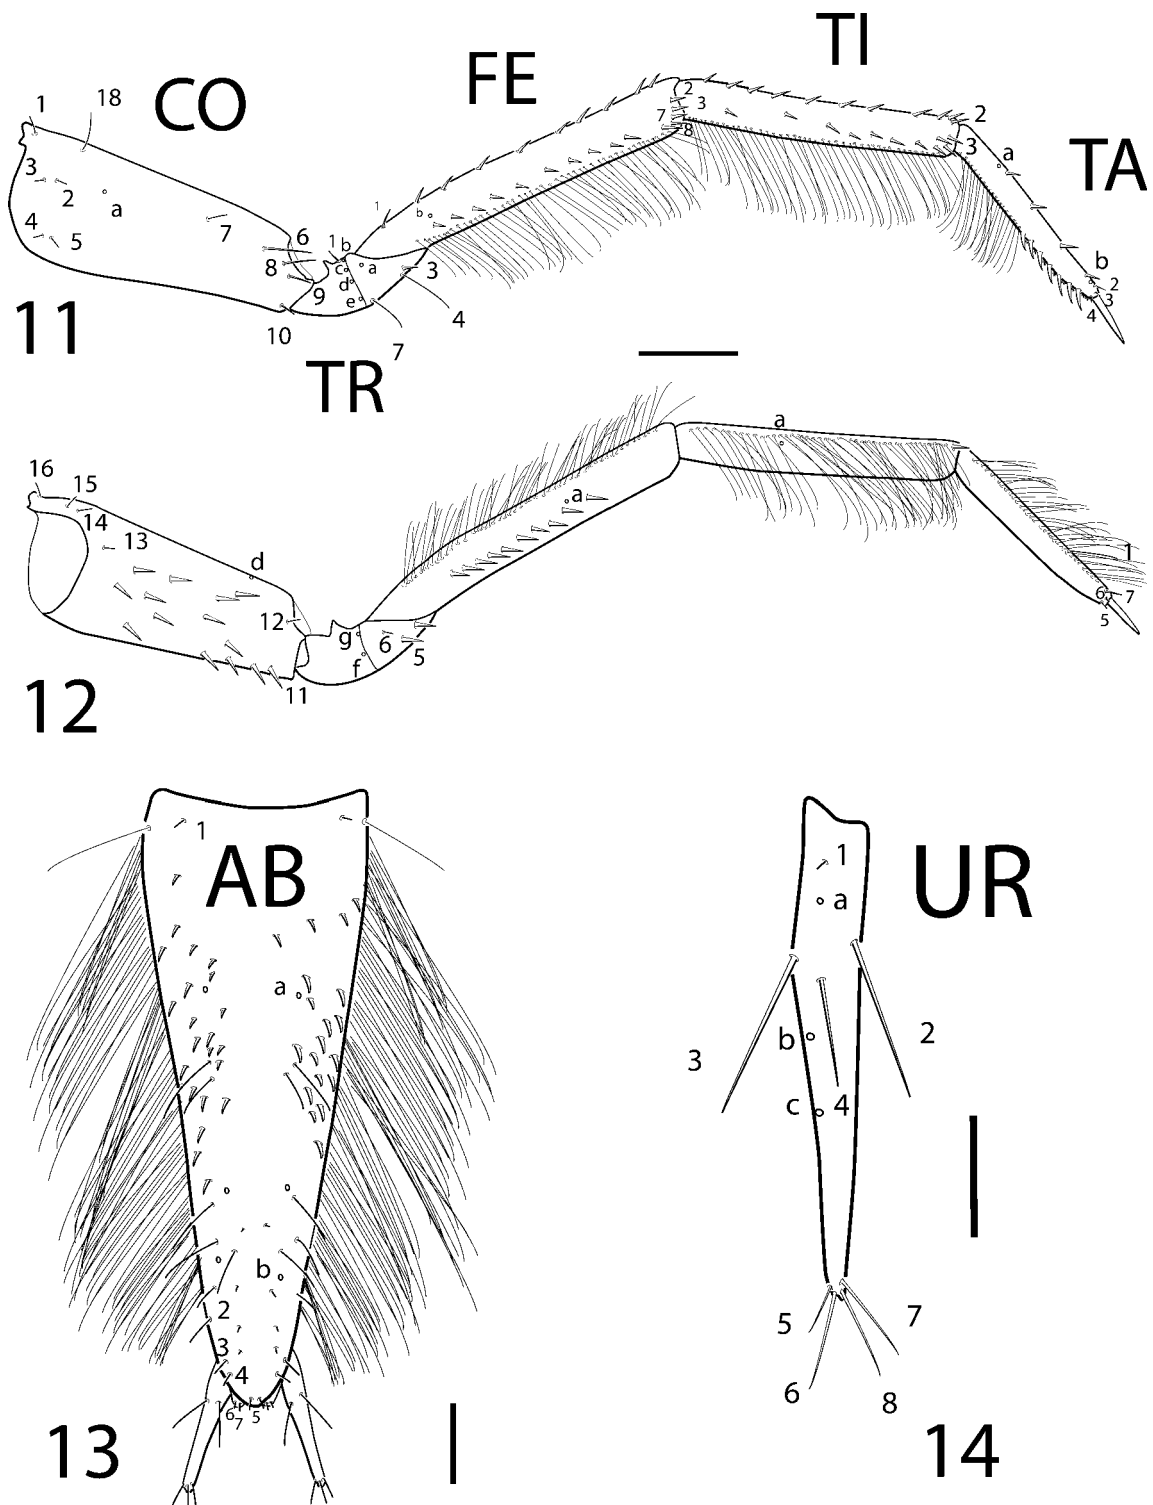 TI
FE
CO
1 18
2 3 7 8
2 3
a
TA
3 2 a
4 5
7
6 8 9 10
1 b
1 b c a d e
3 4 7
b 2 3 4
11
TR
12
16 15 14 13
d
12
11
g f 6 5
a
a
1
6 7 5
13
AB
1
a
b
2
3
4
6 7 5
14
UR
1
a
2
3
b
c 4
5 7
6 8